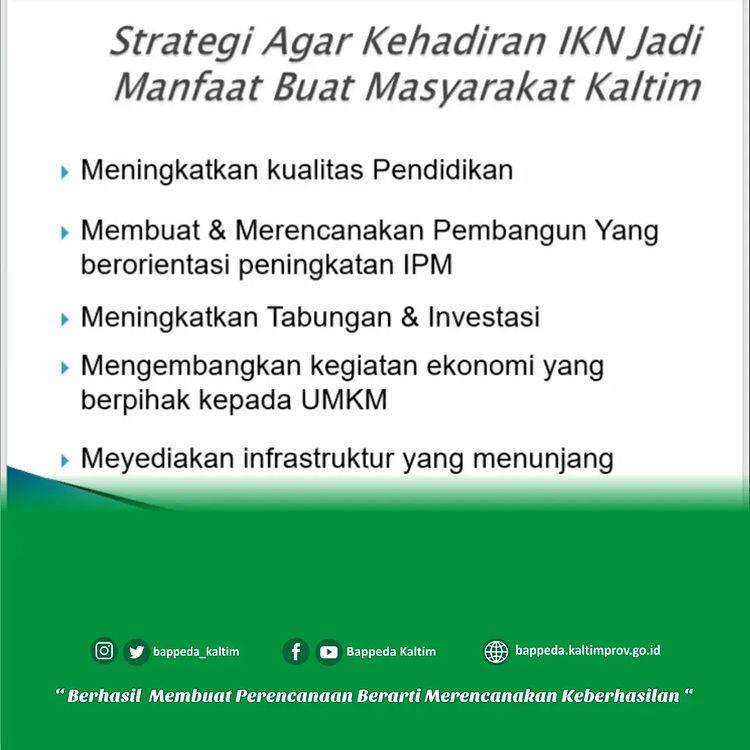 Strategi Agar Kehadiran IKN Jadi
Manfaat Buat Masyarakat Kaltim
Meningkatkan kualitas Pendidikan
Membuat & Merencanakan Pembangun Yang
berorientasi peningkatan IPM
Meningkatkan Tabungan & Investasi
Mengembangkan kegiatan ekonomi yang
berpihak kepada UMKM
Meyediakan infrastruktur yang menunjang
bappeda_kaltim
Bappeda Kaltim
bappeda.kaltimprov.go.id
“ Berhasil Membuat Perencanaan Berarti Merencanakan Keberhasilan “